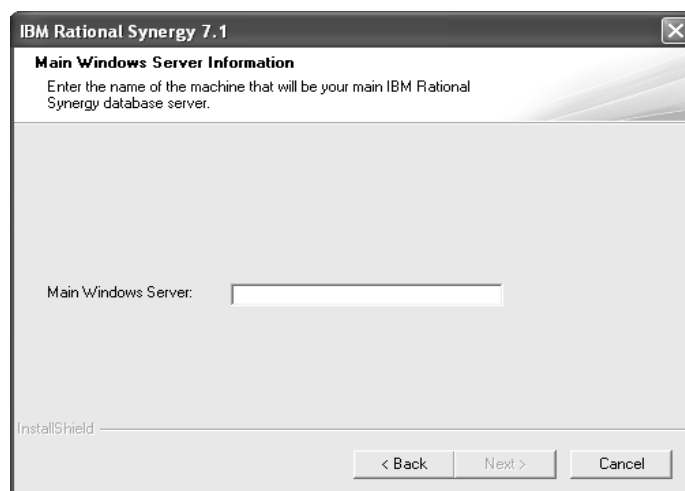 IBM Rational Synergy 7.1
Main Windows Server Information
Enter the name of the machine that will be your main IBM Rational
Synergy database server.
Main Windows Server:
InstallShield
< Back Next > Cancel